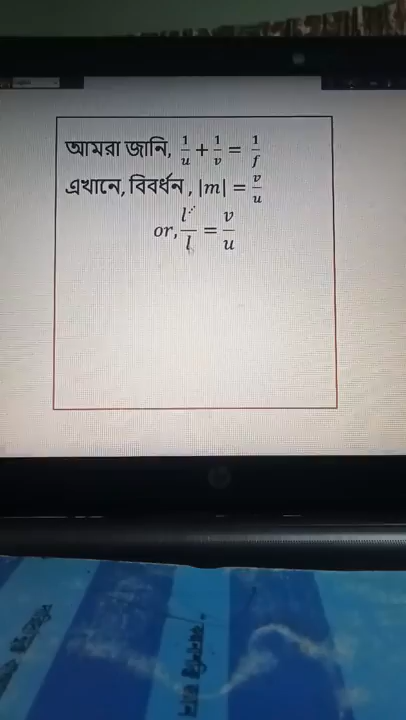 আমরা জানি, 1/u + 1/v = 1/f
এখানে, বিবর্ধন , |m| = v/u
or, l'/l = v/u